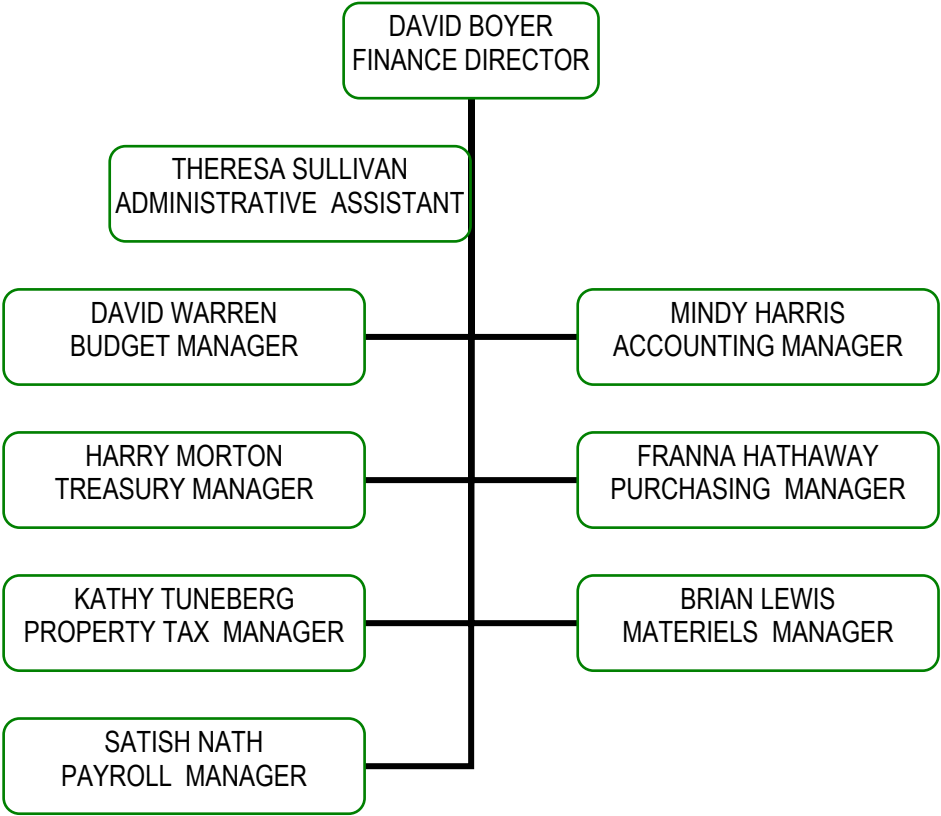 DAVID BOYER
FINANCE DIRECTOR
THERESA SULLIVAN
ADMINISTRATIVE  ASSISTANT
DAVID WARREN
BUDGET MANAGER
MINDY HARRIS
ACCOUNTING MANAGER
HARRY MORTON
TREASURY MANAGER
FRANNA HATHAWAY
PURCHASING  MANAGER
KATHY TUNEBERG
PROPERTY TAX  MANAGER
BRIAN LEWIS
MATERIELS  MANAGER
SATISH NATH
PAYROLL  MANAGER